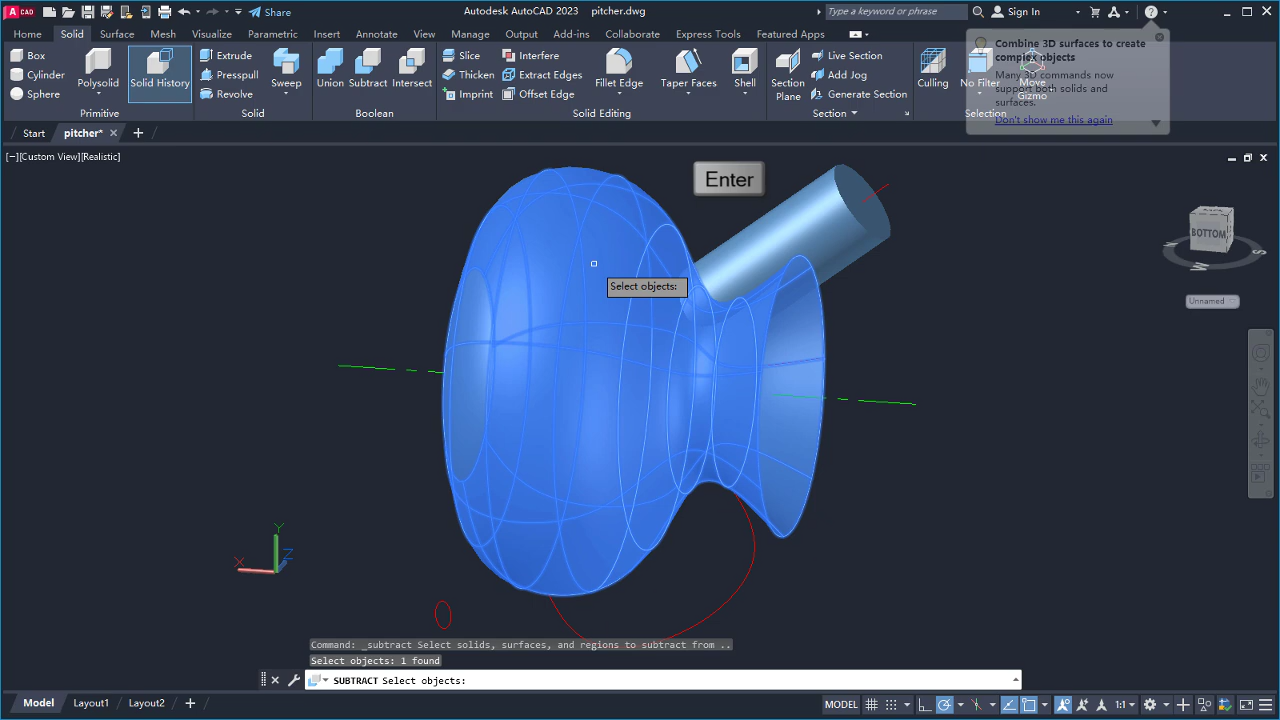 CAD
Share
Autodesk AutoCAD 2023 pitcher.dwg
Type a keyword or phrase
Sign In
Home Solid Surface Mesh Visualize Parametric Insert Annotate View Manage Output Add-ins Collaborate Express Tools Featured Apps
Box
Cylinder
Sphere
Polysolid
Solid History
Extrude
Presspull
Revolve
Sweep
Union
Subtract
Intersect
Slice
Thicken
Imprint
Interfere
Extract Edges
Offset Edge
Fillet Edge
Taper Faces
Shell
Section
Plane
Live Section
Add Jog
Generate Section
Culling
No Filter
Move
Gizmo
Primitive
Solid
Boolean
Solid Editing
Section
Selection
Combine 3D surfaces to create
complex objects
Many 3D commands now
support both solids and
surfaces.
Don't show me this again
Start
pitcher*
[−][Custom View][Realistic]
Enter
BOTTOM
S
W
Unnamed
Select objects:
Y
X
Z
Command: _subtract Select solids, surfaces, and regions to subtract from ..
Select objects: 1 found
SUBTRACT Select objects:
Model Layout1 Layout2
MODEL
1:1